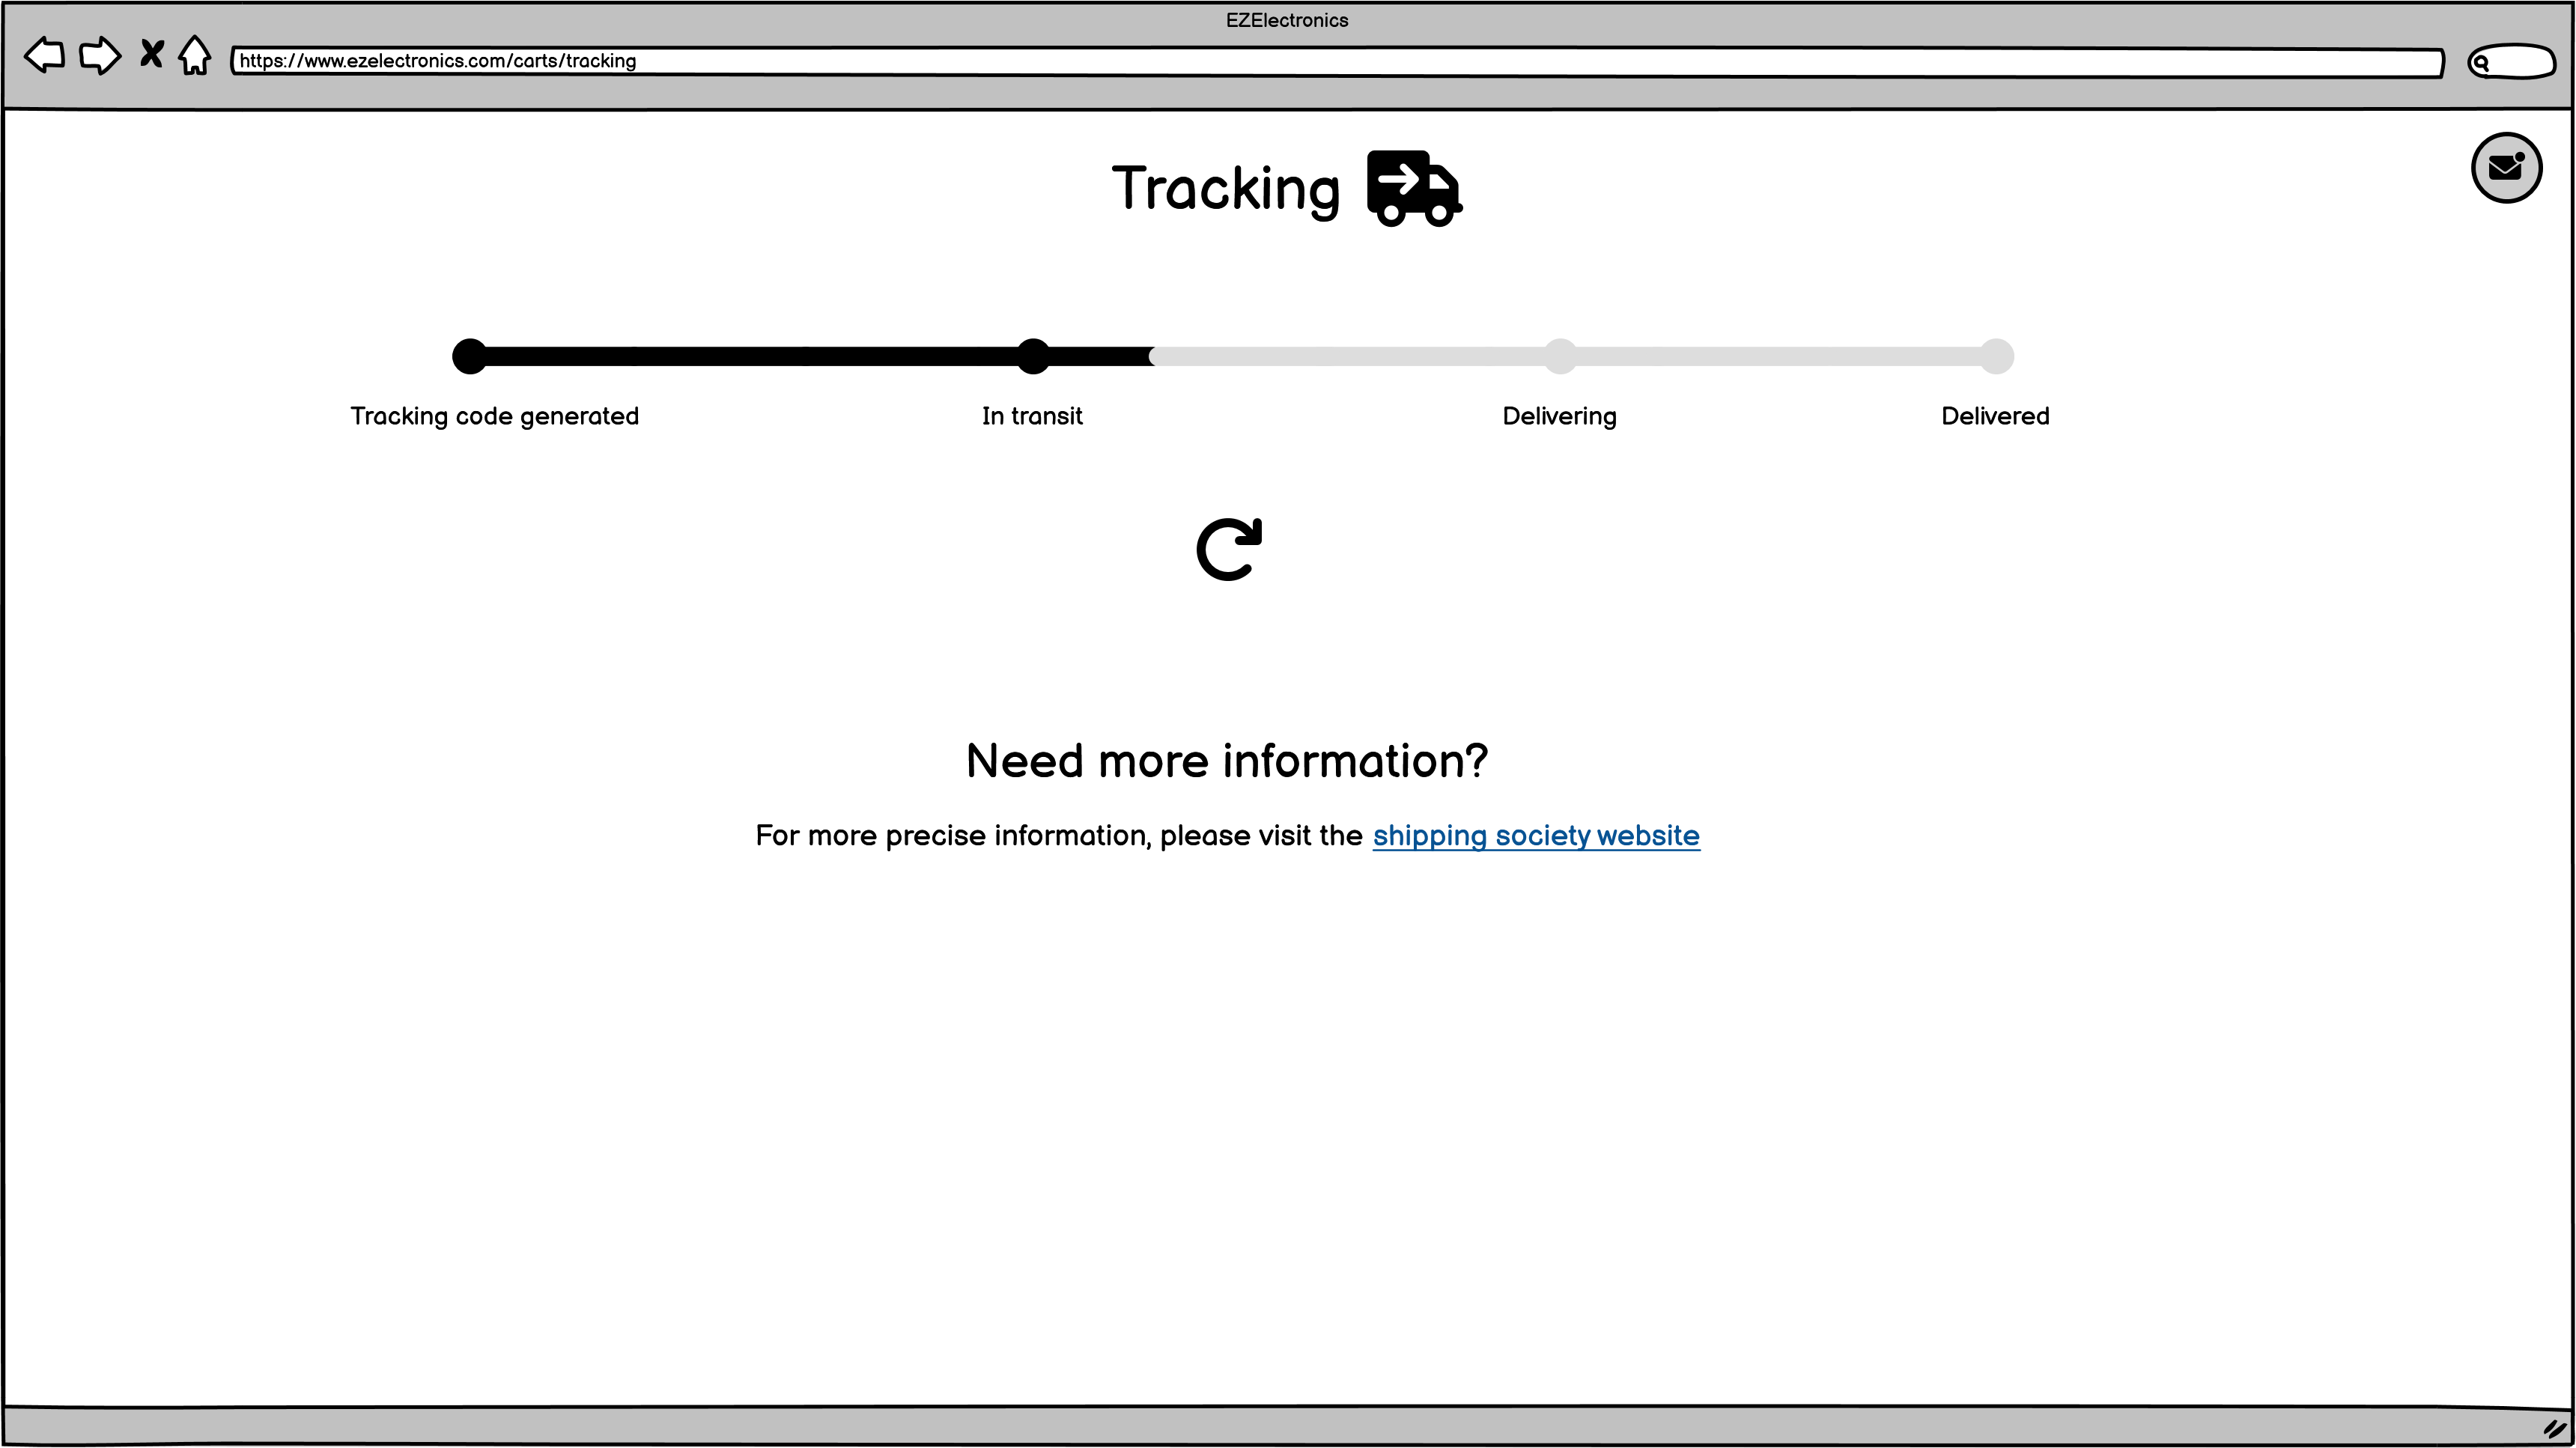 EZElectronics
https://www.ezelectronics.com/carts/tracking
Tracking
Tracking code generated
In transit
Delivering
Delivered
Need more information?
For more precise information, please visit the shipping society website